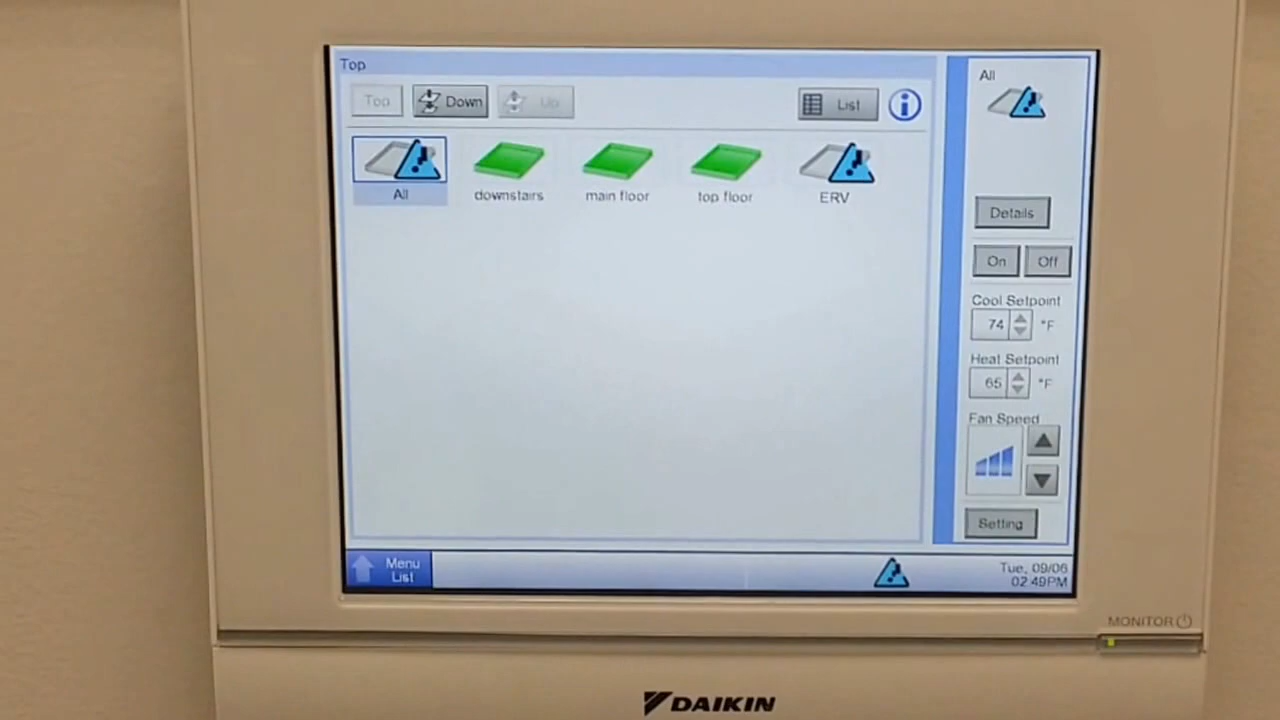 Top
Top
Down
Up
List
All
downstairs
main floor
top floor
ERV
All
Details
On
Off
Cool Setpoint
74 °F
Heat Setpoint
65 °F
Fan Speed
Setting
Menu
List
Tue, 09/06
02:49PM
MONITOR
DAIKIN